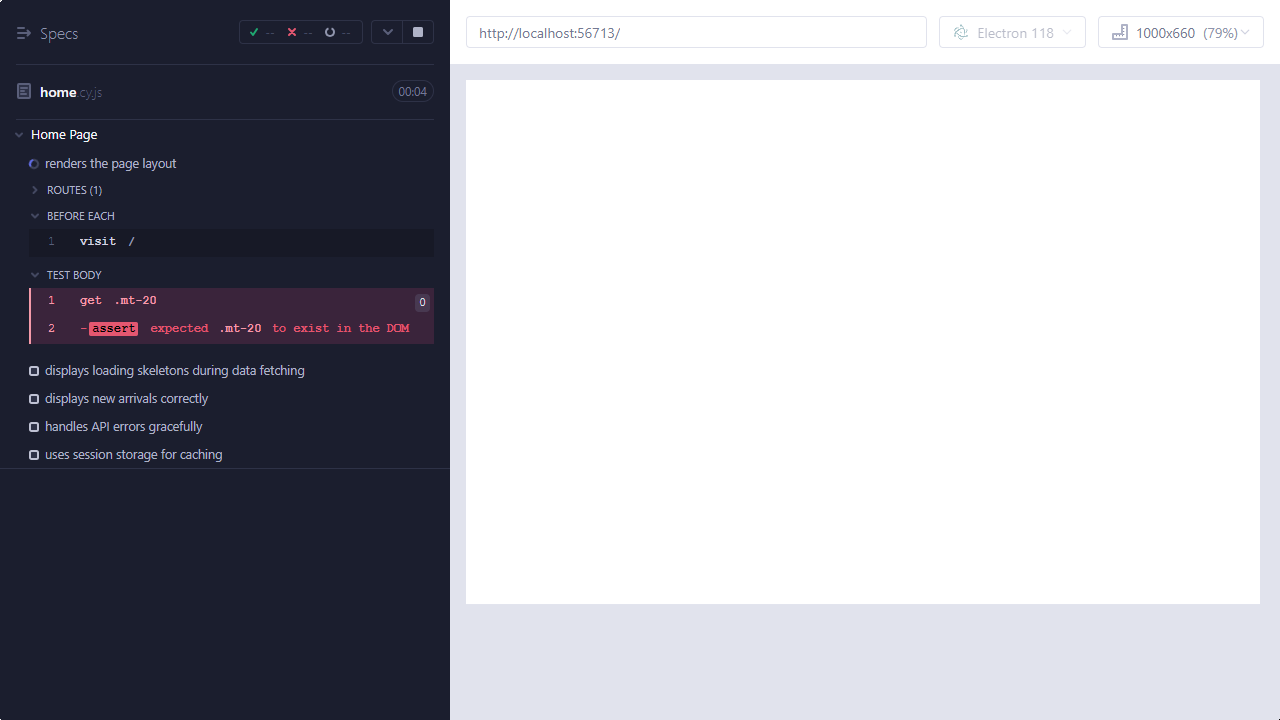 Specs
--
--
--
home.cy.js
00:04
Home Page
renders the page layout
ROUTES (1)
BEFORE EACH
1 visit /
TEST BODY
1 get .mt-20
0
2 -assert expected .mt-20 to exist in the DOM
displays loading skeletons during data fetching
displays new arrivals correctly
handles API errors gracefully
uses session storage for caching
http://localhost:56713/
Electron 118
1000x660 (79%)